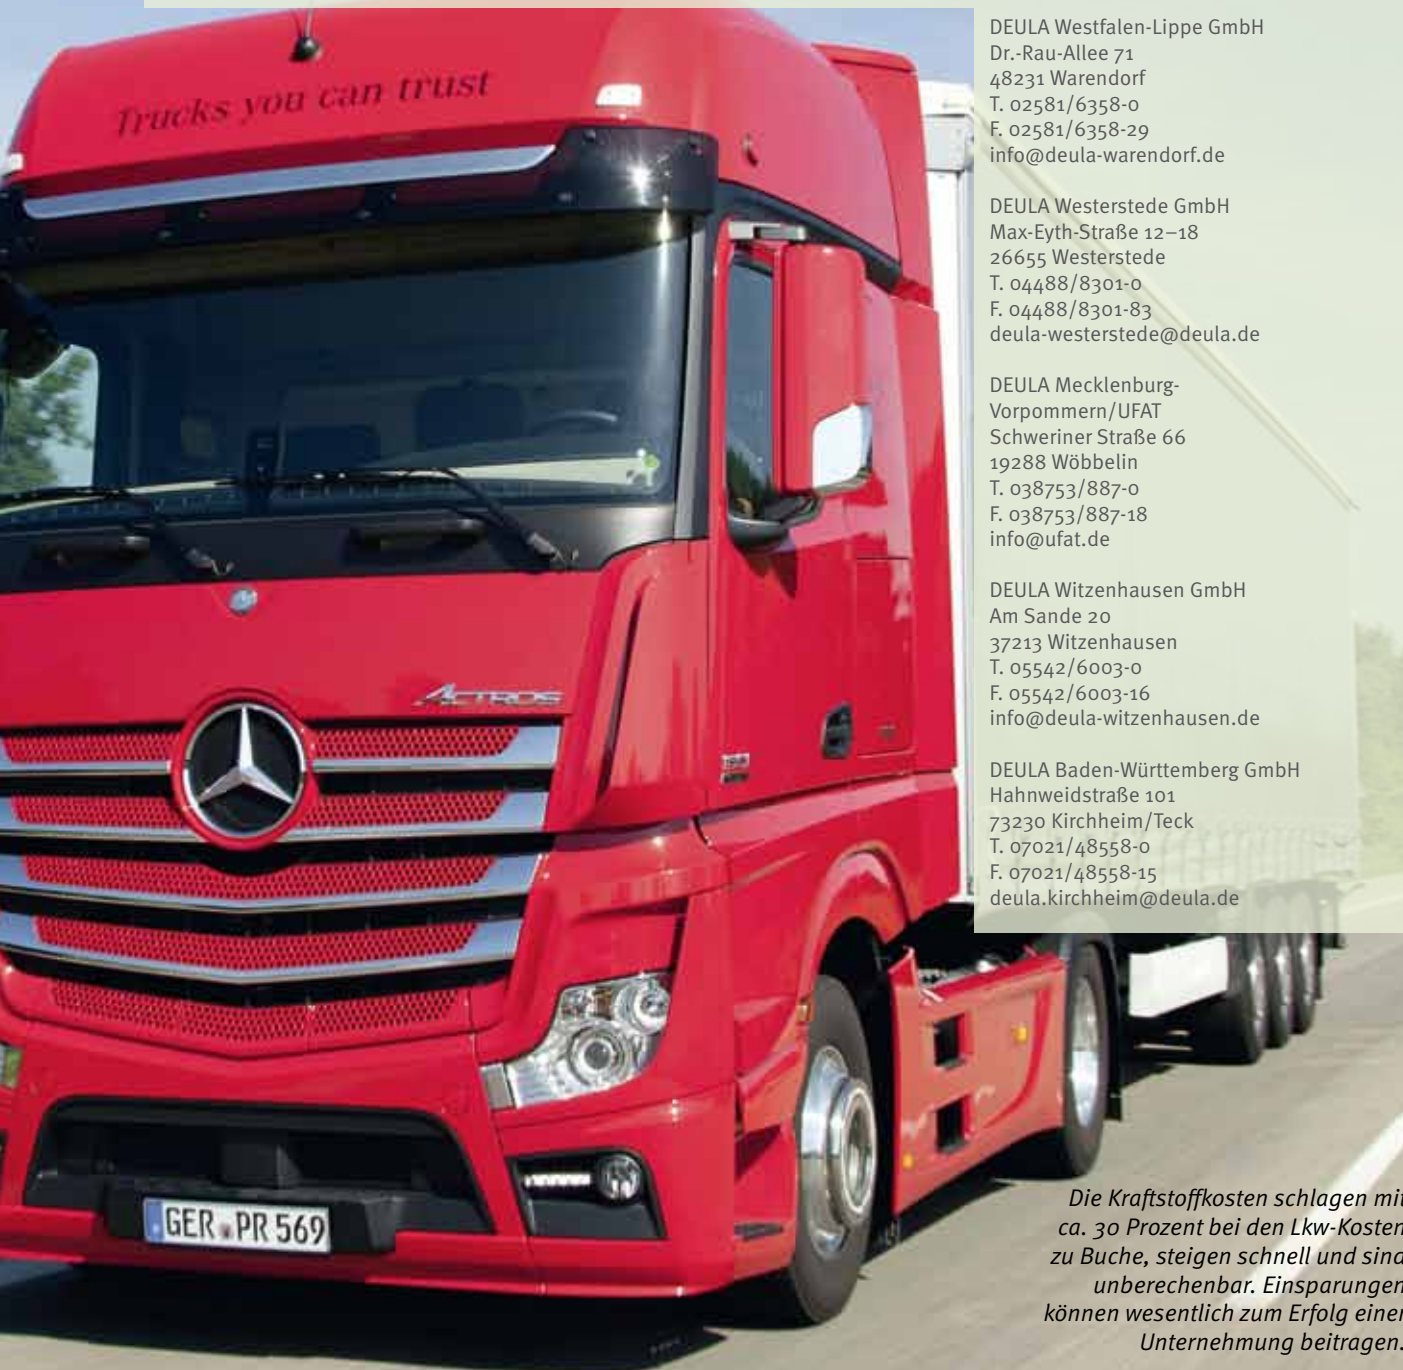 Trucks you can trust
ACTROS
GER PR 569
DEULA Westfalen-Lippe GmbH
Dr.-Rau-Allee 71
48231 Warendorf
T. 02581/6358-0
F. 02581/6358-29
info@deula-warendorf.de
DEULA Westerstede GmbH
Max-Eyth-Straße 12–18
26655 Westerstede
T. 04488/8301-0
F. 04488/8301-83
deula-westerstede@deula.de
DEULA Mecklenburg-
Vorpommern/UFAT
Schweriner Straße 66
19288 Wöbbelin
T. 038753/887-0
F. 038753/887-18
info@ufat.de
DEULA Witzenhausen GmbH
Am Sande 20
37213 Witzenhausen
T. 05542/6003-0
F. 05542/6003-16
info@deula-witzenhausen.de
DEULA Baden-Württemberg GmbH
Hahnweidstraße 101
73230 Kirchheim/Teck
T. 07021/48558-0
F. 07021/48558-15
deula.kirchheim@deula.de
Die Kraftstoffkosten schlagen mit
ca. 30 Prozent bei den Lkw-Kosten
zu Buche, steigen schnell und sind
unberechenbar. Einsparungen
können wesentlich zum Erfolg einer
Unternehmung beitragen.